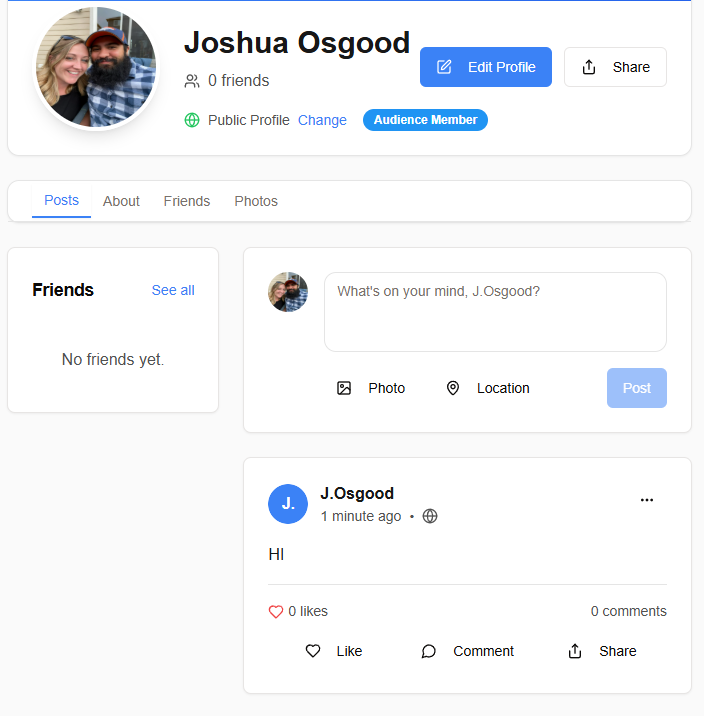 Joshua Osgood
Edit Profile
Share
0 friends
Public Profile Change Audience Member
Posts About Friends Photos
Friends See all
No friends yet.
What's on your mind, J.Osgood?
Photo Location Post
J. J.Osgood
1 minute ago •
HI
0 likes 0 comments
Like Comment Share